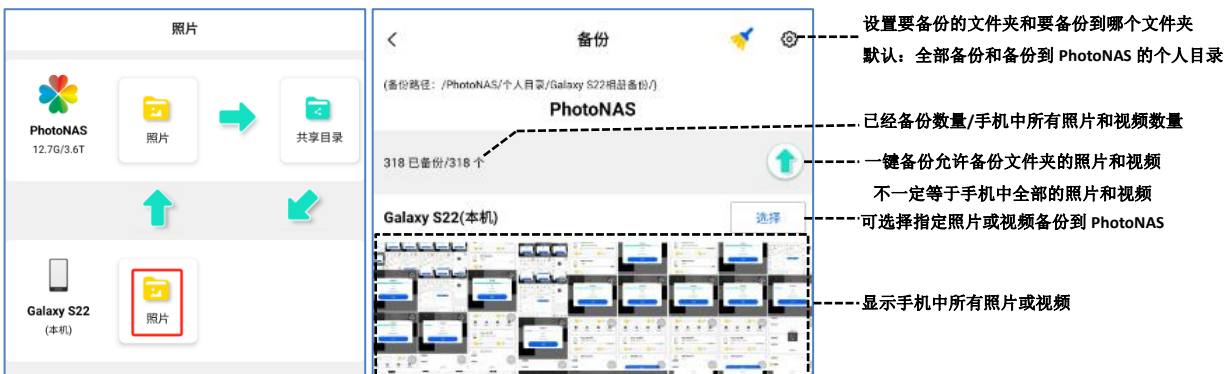 照片
PhotoNAS
12.7G/3.6T
照片
共享目录
Galaxy S22
(本机)
照片
备份
(备份路径：/PhotoNAS/个人目录/Galaxy S22相册备份/)
PhotoNAS
318 已备份/318 个
Galaxy S22(本机)
选择
设置要备份的文件夹和要备份到哪个文件夹
默认：全部备份和备份到 PhotoNAS 的个人目录
已经备份数量/手机中所有照片和视频数量
一键备份允许备份文件夹的照片和视频
不一定等于手机中全部的照片和视频
可选择指定照片或视频备份到 PhotoNAS
显示手机中所有照片或视频